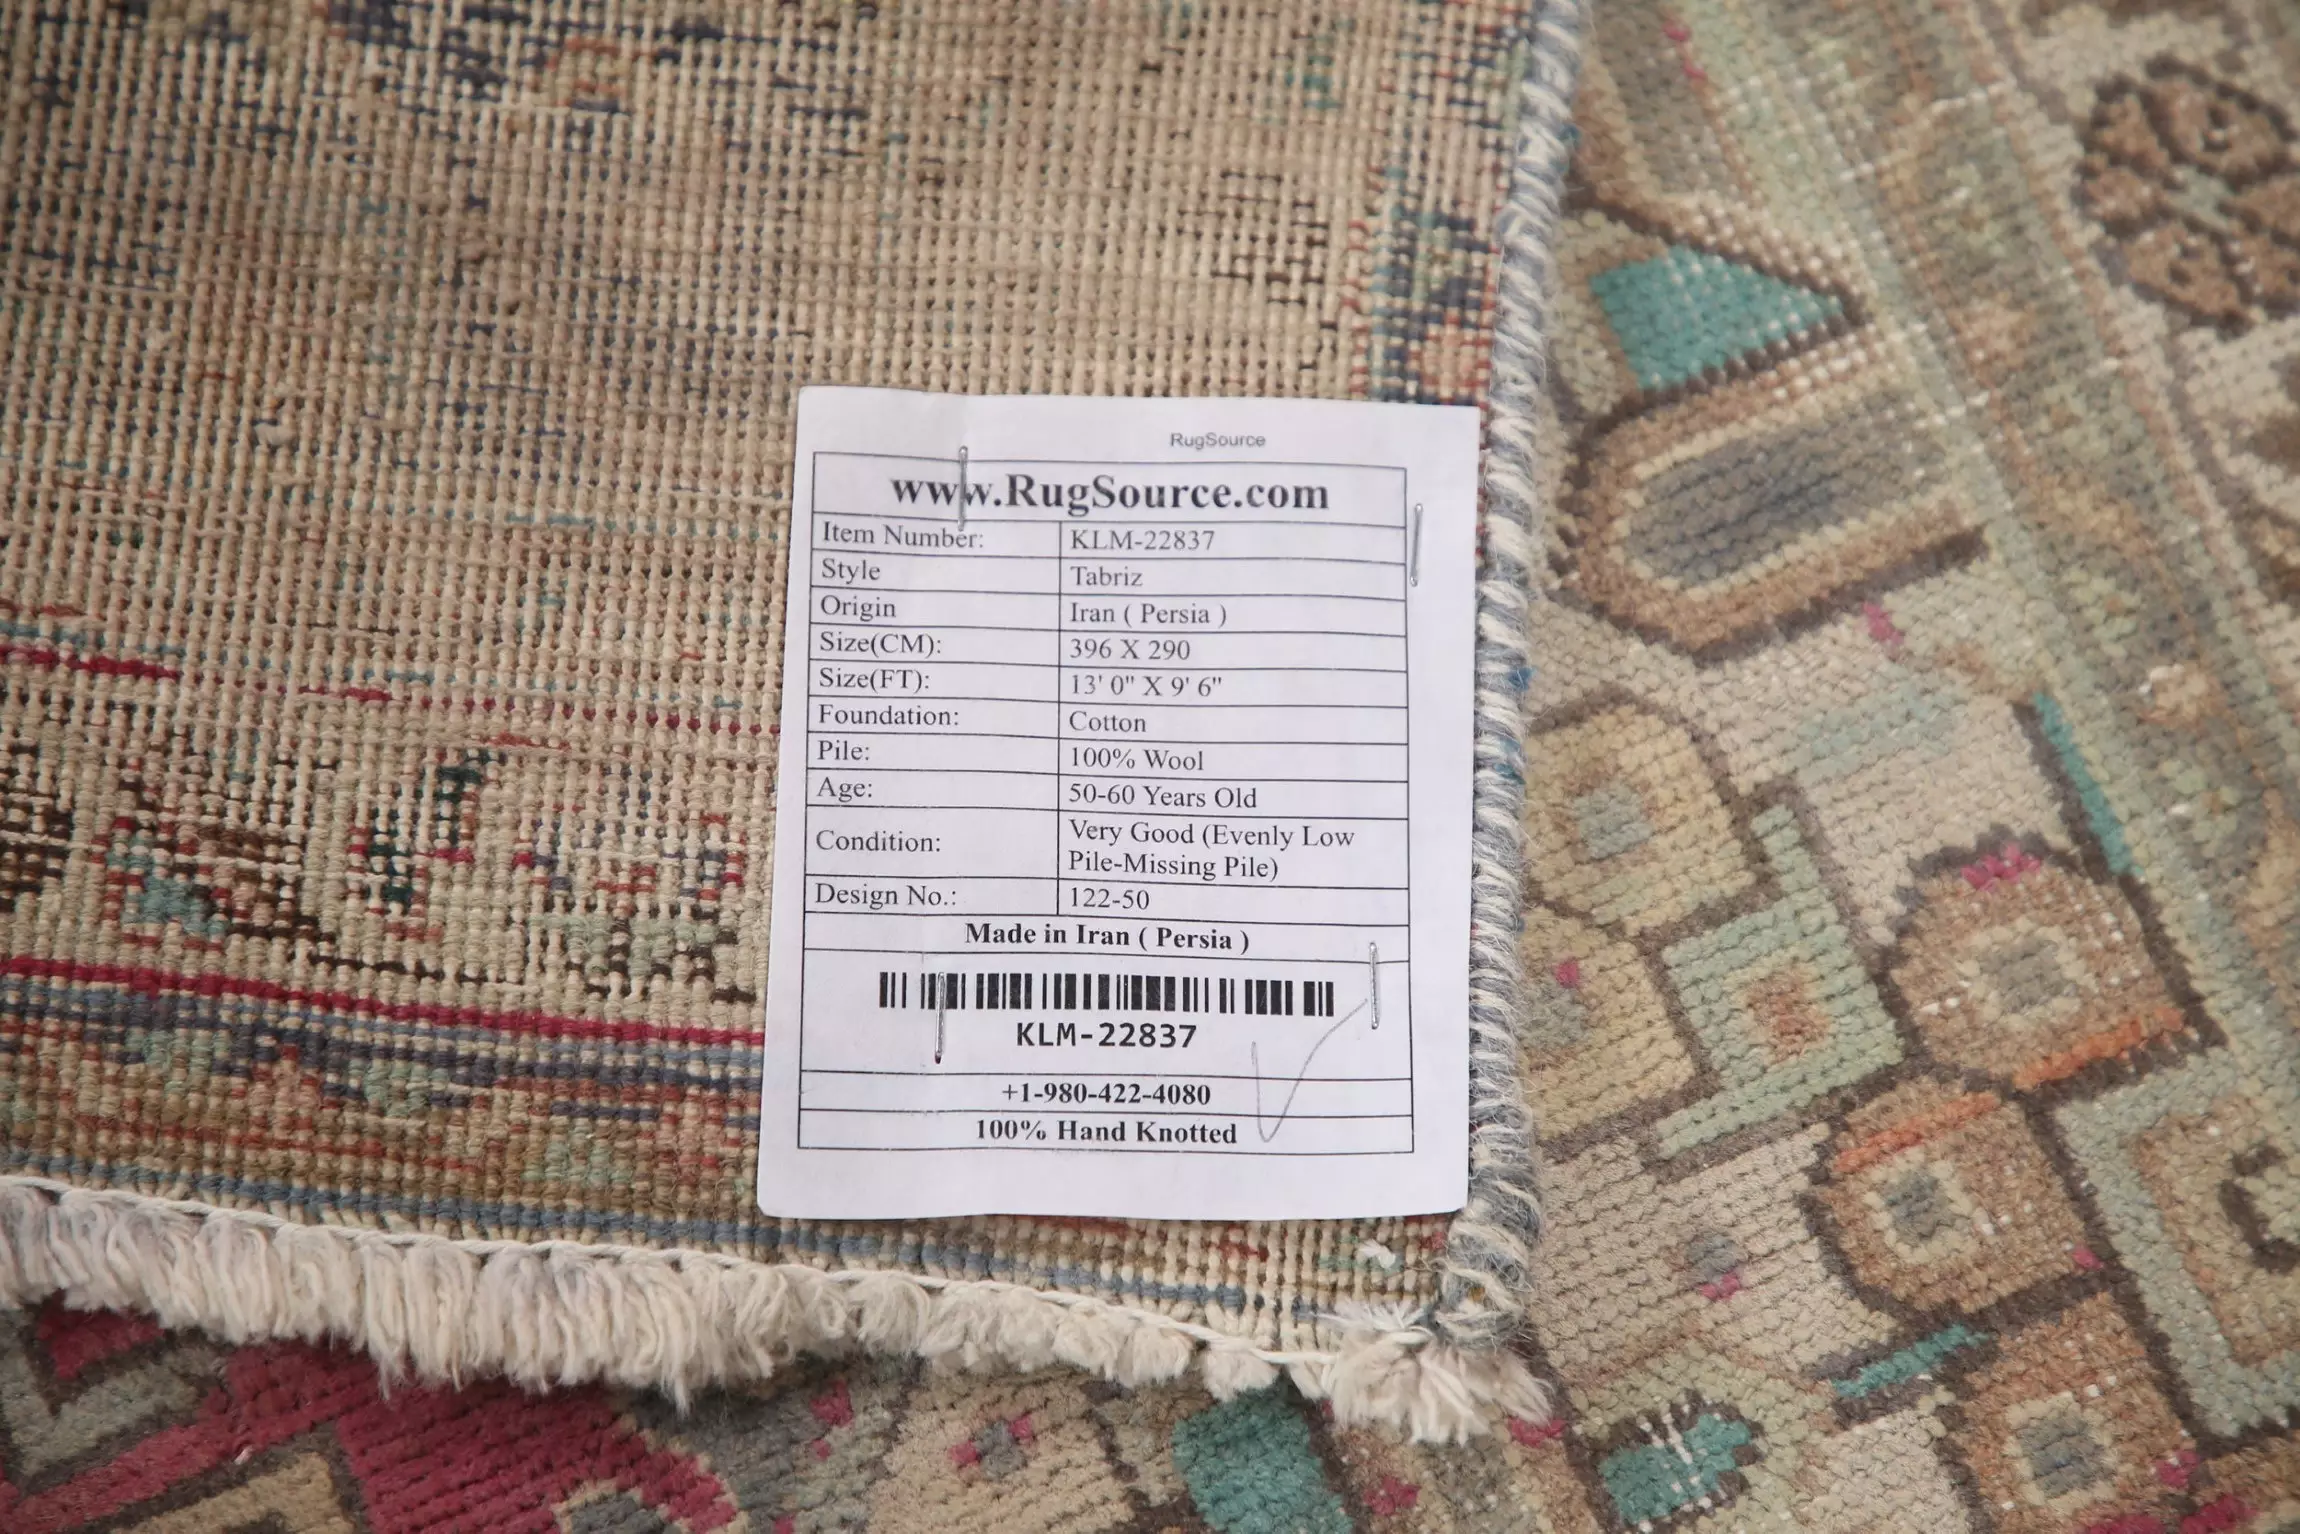 RugSource
www.RugSource.com
Item Number: KLM-22837
Style Tabriz
Origin Iran ( Persia )
Size(CM): 396 X 290
Size(FT): 13' 0" X 9' 6"
Foundation: Cotton
Pile: 100% Wool
Age: 50-60 Years Old
Condition: Very Good (Evenly Low
Pile-Missing Pile)
Design No.: 122-50
Made in Iran ( Persia )
KLM-22837
+1-980-422-4080
100% Hand Knotted